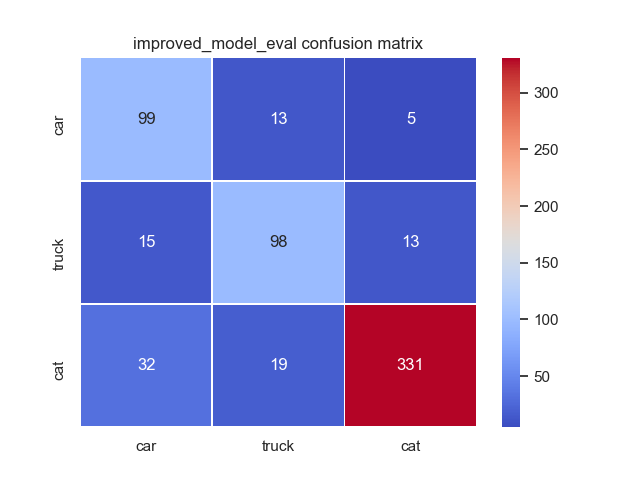 improved_model_eval confusion matrix
car 99 13 5
truck 15 98 13
cat 32 19 331
car truck cat
300
250
200
150
100
50